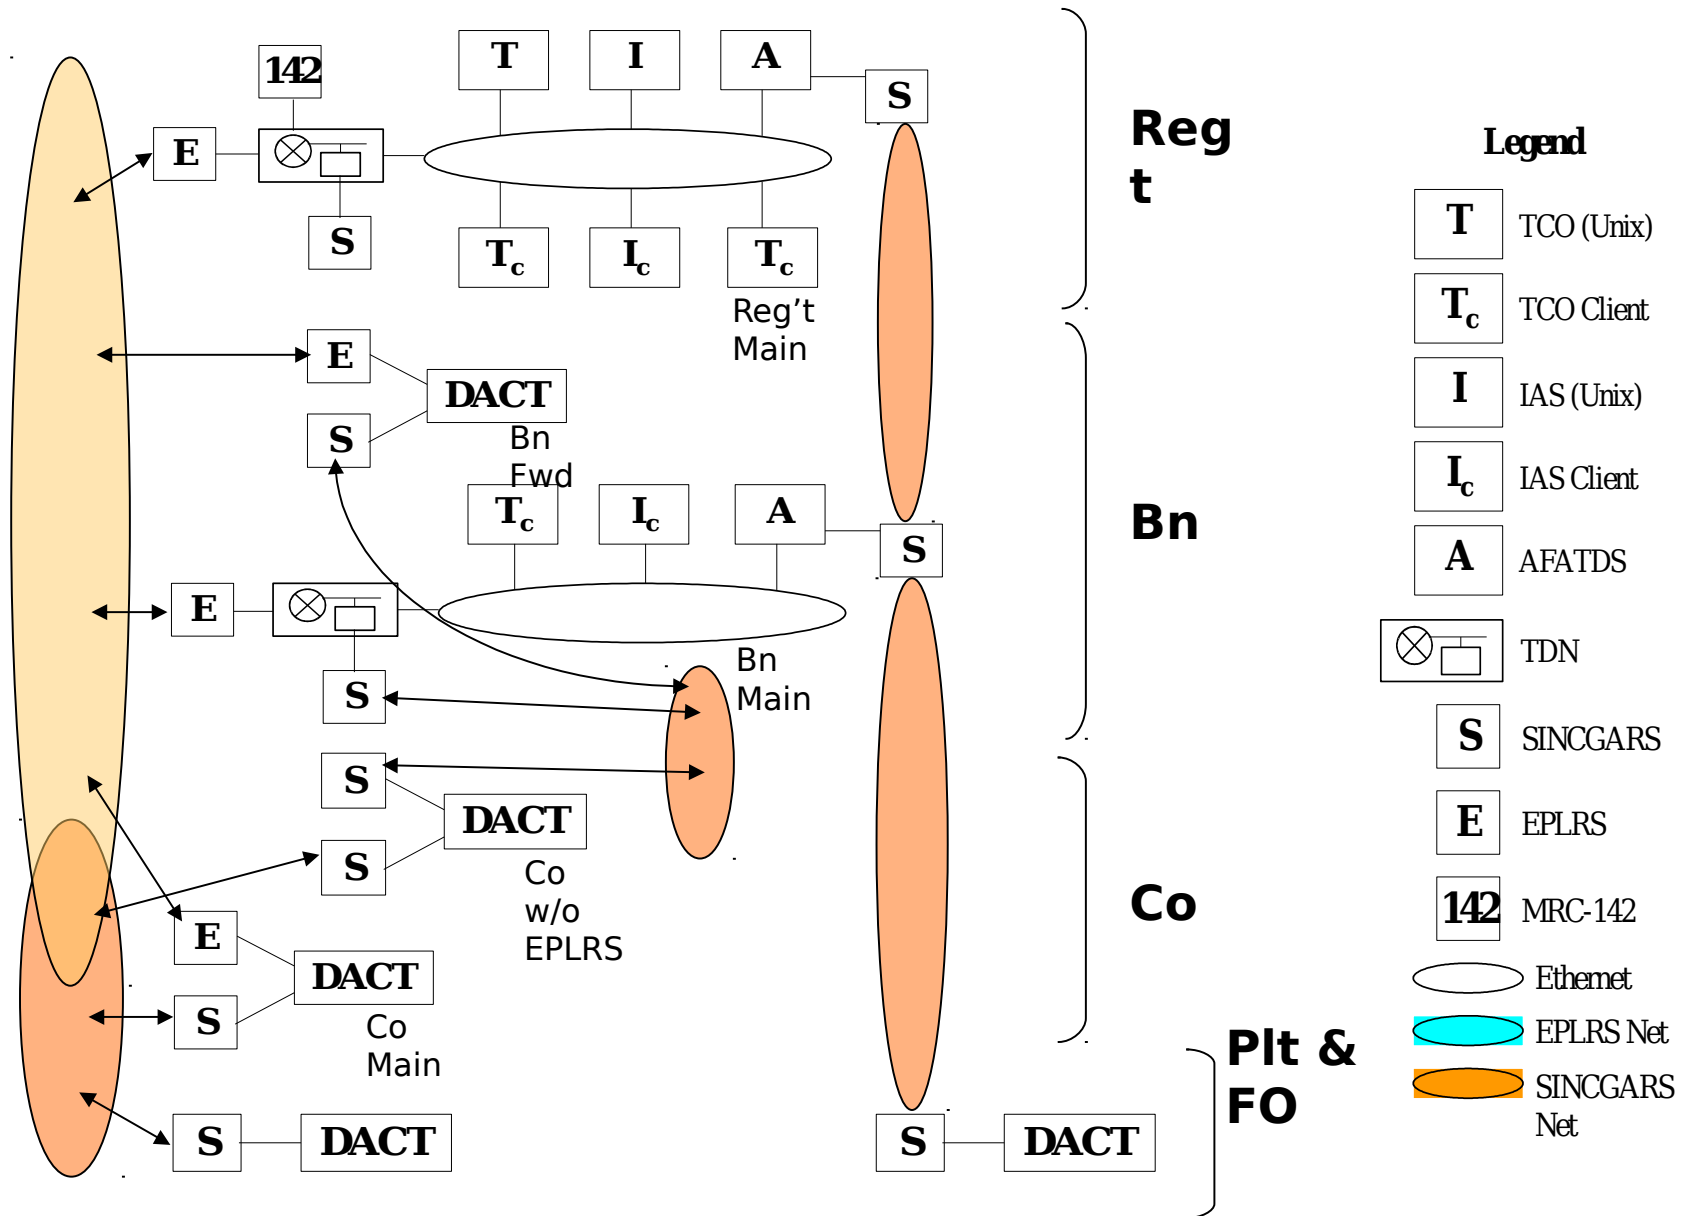 142
T
I
A
S
E
S
Tc
Ic
Tc
Reg’t
Main
Reg
t
E
DACT
S
Bn
Fwd
Tc
Ic
A
S
Bn
E
Bn
Main
S
S
DACT
S
Co
w/o
EPLRS
Co
E
DACT
S
Co
Main
Plt &
FO
S
DACT
S
DACT
Legend
T TCO (Unix)
Tc TCO Client
I IAS (Unix)
Ic IAS Client
A AFATDS
TDN
S SINCGARS
E EPLRS
142 MRC-142
Ethernet
EPLRS Net
SINCGARS
Net